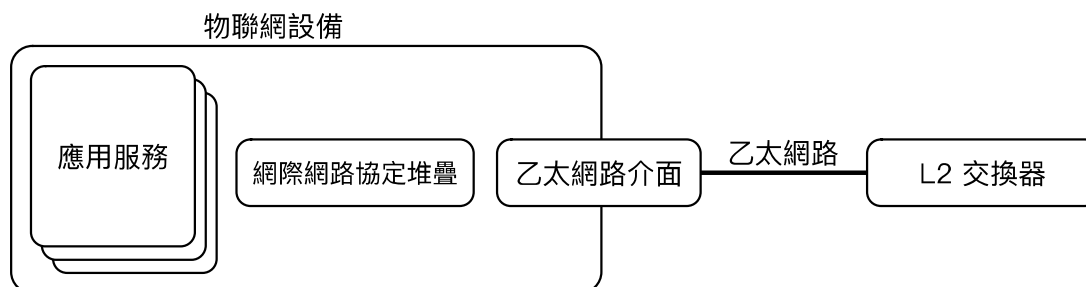 物聯網設備
應用服務
網際網路協定堆疊
乙太網路介面
乙太網路
L2 交換器